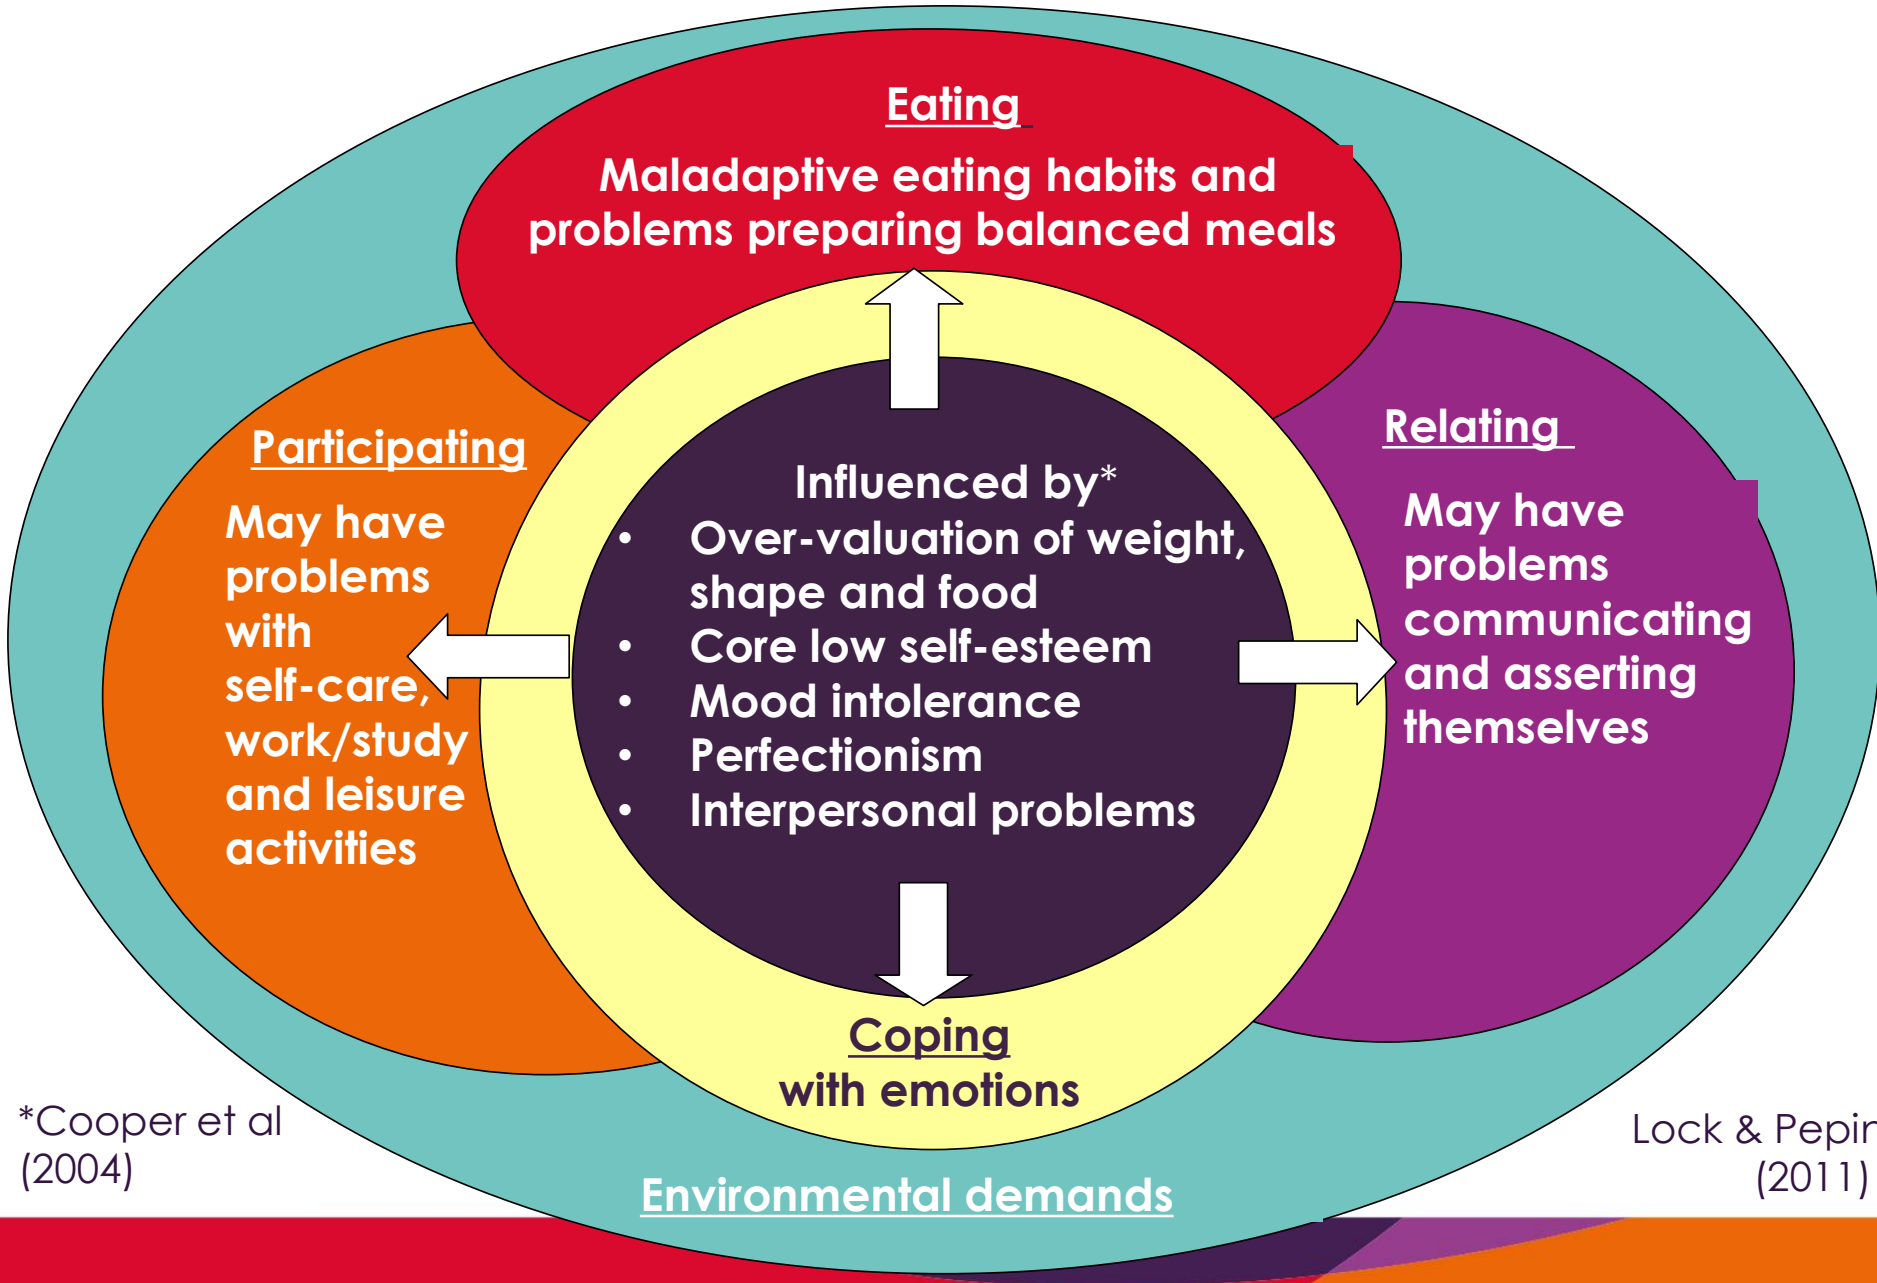 Eating
Maladaptive eating habits and
problems preparing balanced meals
Participating
May have
problems
with
self-care,
work/study
and leisure
activities
Influenced by*
• Over-valuation of weight,
shape and food
• Core low self-esteem
• Mood intolerance
• Perfectionism
• Interpersonal problems
Relating
May have
problems
communicating
and asserting
themselves
Coping
with emotions
Environmental demands
*Cooper et al
(2004)
Lock & Pepin
(2011)